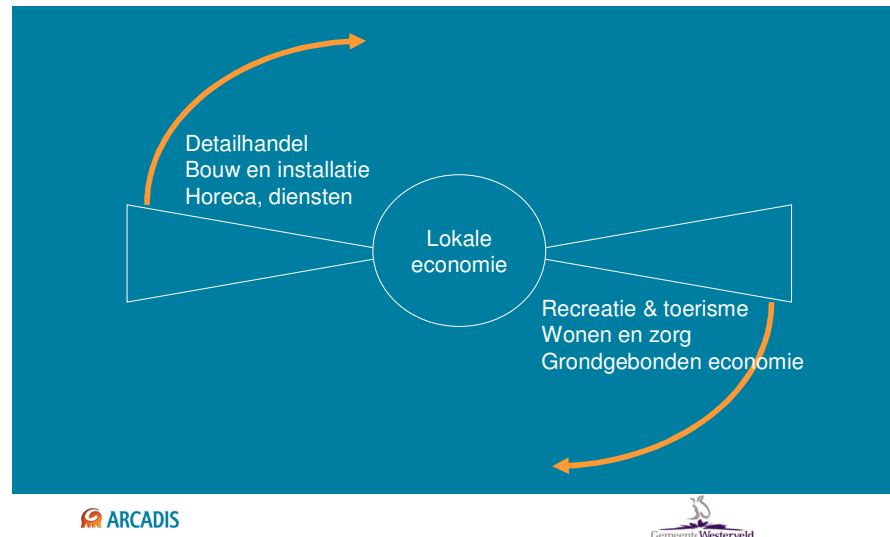 Detailhandel
Bouw en installatie
Horeca, diensten
Lokale
economie
Recreatie & toerisme
Wonen en zorg
Grondgebonden economie
ARCADIS
Gemeente Westerveld